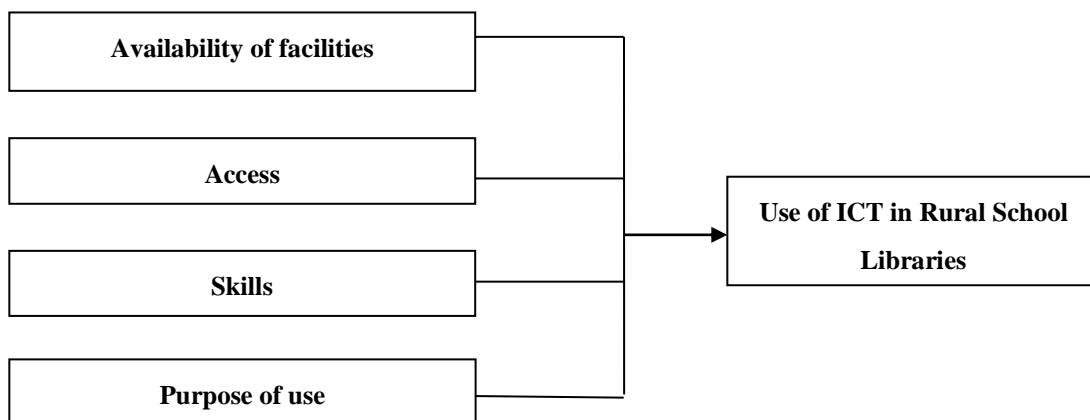 Availability of facilities
Access
Skills
Purpose of use
Use of ICT in Rural School
Libraries